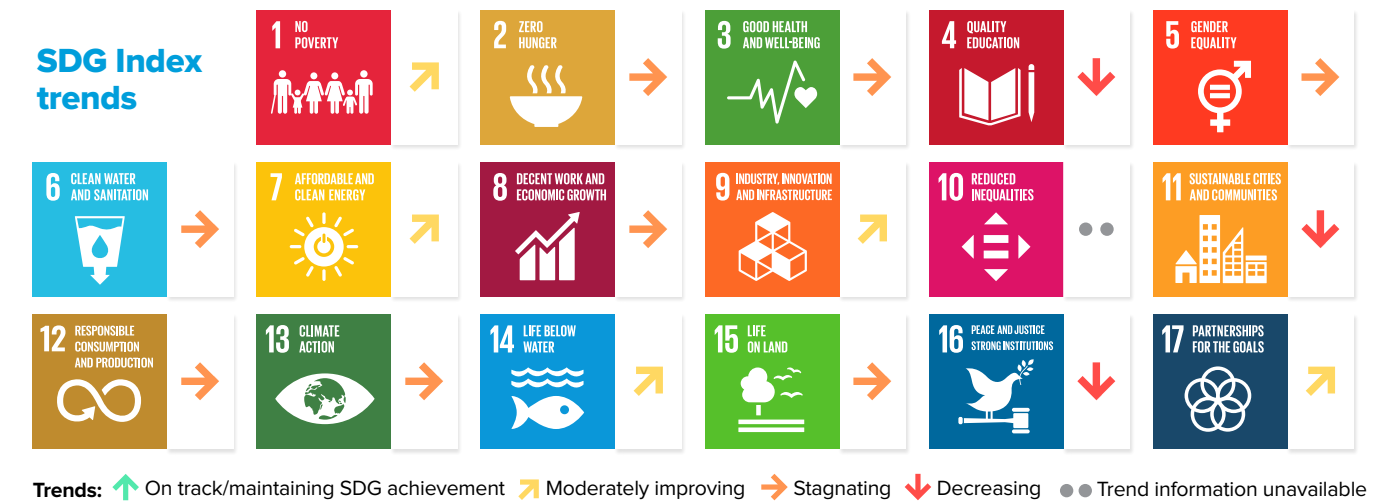 SDG Index
trends
1 NO
POVERTY
2 ZERO
HUNGER
3 GOOD HEALTH
AND WELL-BEING
4 QUALITY
EDUCATION
5 GENDER
EQUALITY
6 CLEAN WATER
AND SANITATION
7 AFFORDABLE AND
CLEAN ENERGY
8 DECENT WORK AND
ECONOMIC GROWTH
9 INDUSTRY, INNOVATION
AND INFRASTRUCTURE
10 REDUCED
INEQUALITIES
11 SUSTAINABLE CITIES
AND COMMUNITIES
12 RESPONSIBLE
CONSUMPTION
AND PRODUCTION
13 CLIMATE
ACTION
14 LIFE BELOW
WATER
15 LIFE
ON LAND
16 PEACE AND JUSTICE
STRONG INSTITUTIONS
17 PARTNERSHIPS
FOR THE GOALS
Trends: On track/maintaining SDG achievement Moderately improving Stagnating Decreasing Trend information unavailable